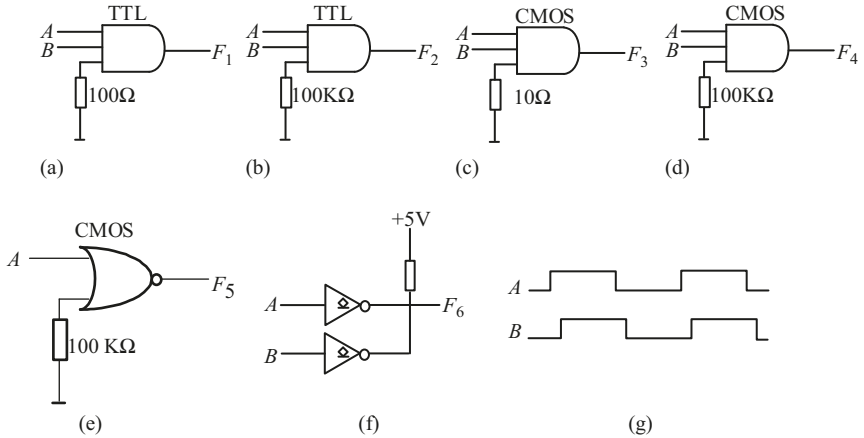 TTL
A
B
F1
100Ω
(a)
TTL
A
B
F2
100KΩ
(b)
CMOS
A
B
F3
10Ω
(c)
CMOS
A
B
F4
100KΩ
(d)
CMOS
A
F5
100 KΩ
(e)
+5V
A
F6
B
(f)
A
B
(g)